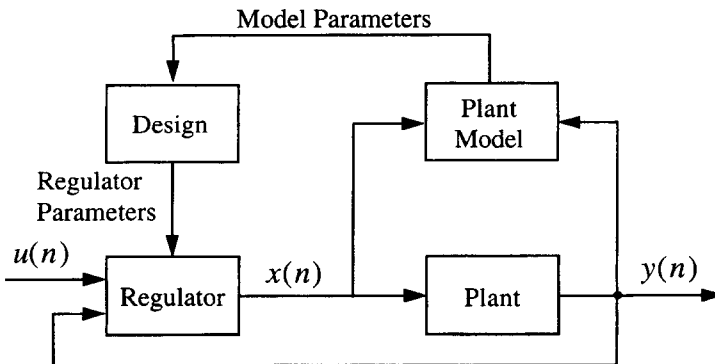 Model Parameters
Design
Plant
Model
Regulator
Parameters
u(n)
Regulator
x(n)
Plant
y(n)